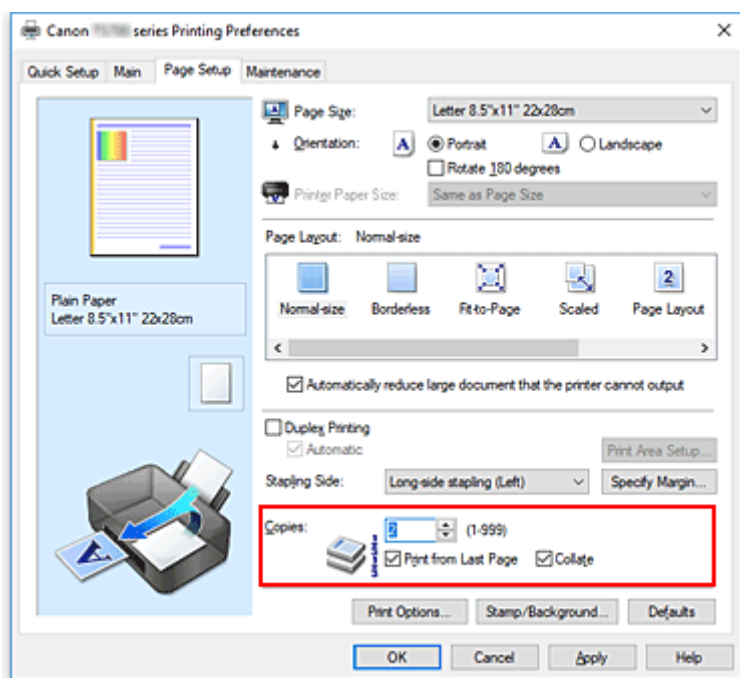 Canon series Printing Preferences
Quick Setup Main Page Setup Maintenance
Page Size: Letter 8.5"x11" 22x28cm
Orientation: A Portrait A Landscape
Rotate 180 degrees
Printer Paper Size: Same as Page Size
Page Layout: Normal-size
2
Normal-size Borderless Fit-to-Page Scaled Page Layout
Plain Paper
Letter 8.5"x11" 22x28cm
Automatically reduce large document that the printer cannot output
Duplex Printing
Automatic
Print Area Setup...
Stapling Side: Long-side stapling (Left) Specify Margin...
Copies: 2 (1-999)
Print from Last Page Collate
A
Print Options... Stamp/Background... Defaults
OK Cancel Apply Help